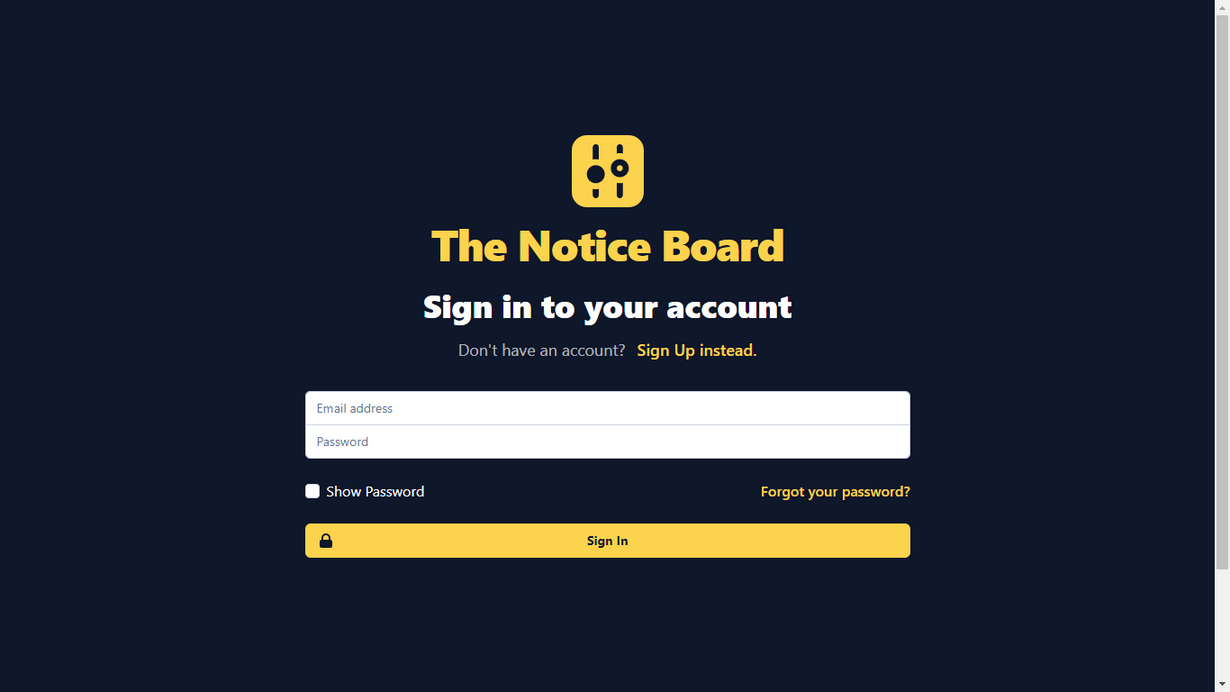 The Notice Board
Sign in to your account
Don't have an account? Sign Up instead.
Email address
Password
Show Password Forgot your password?
Sign In